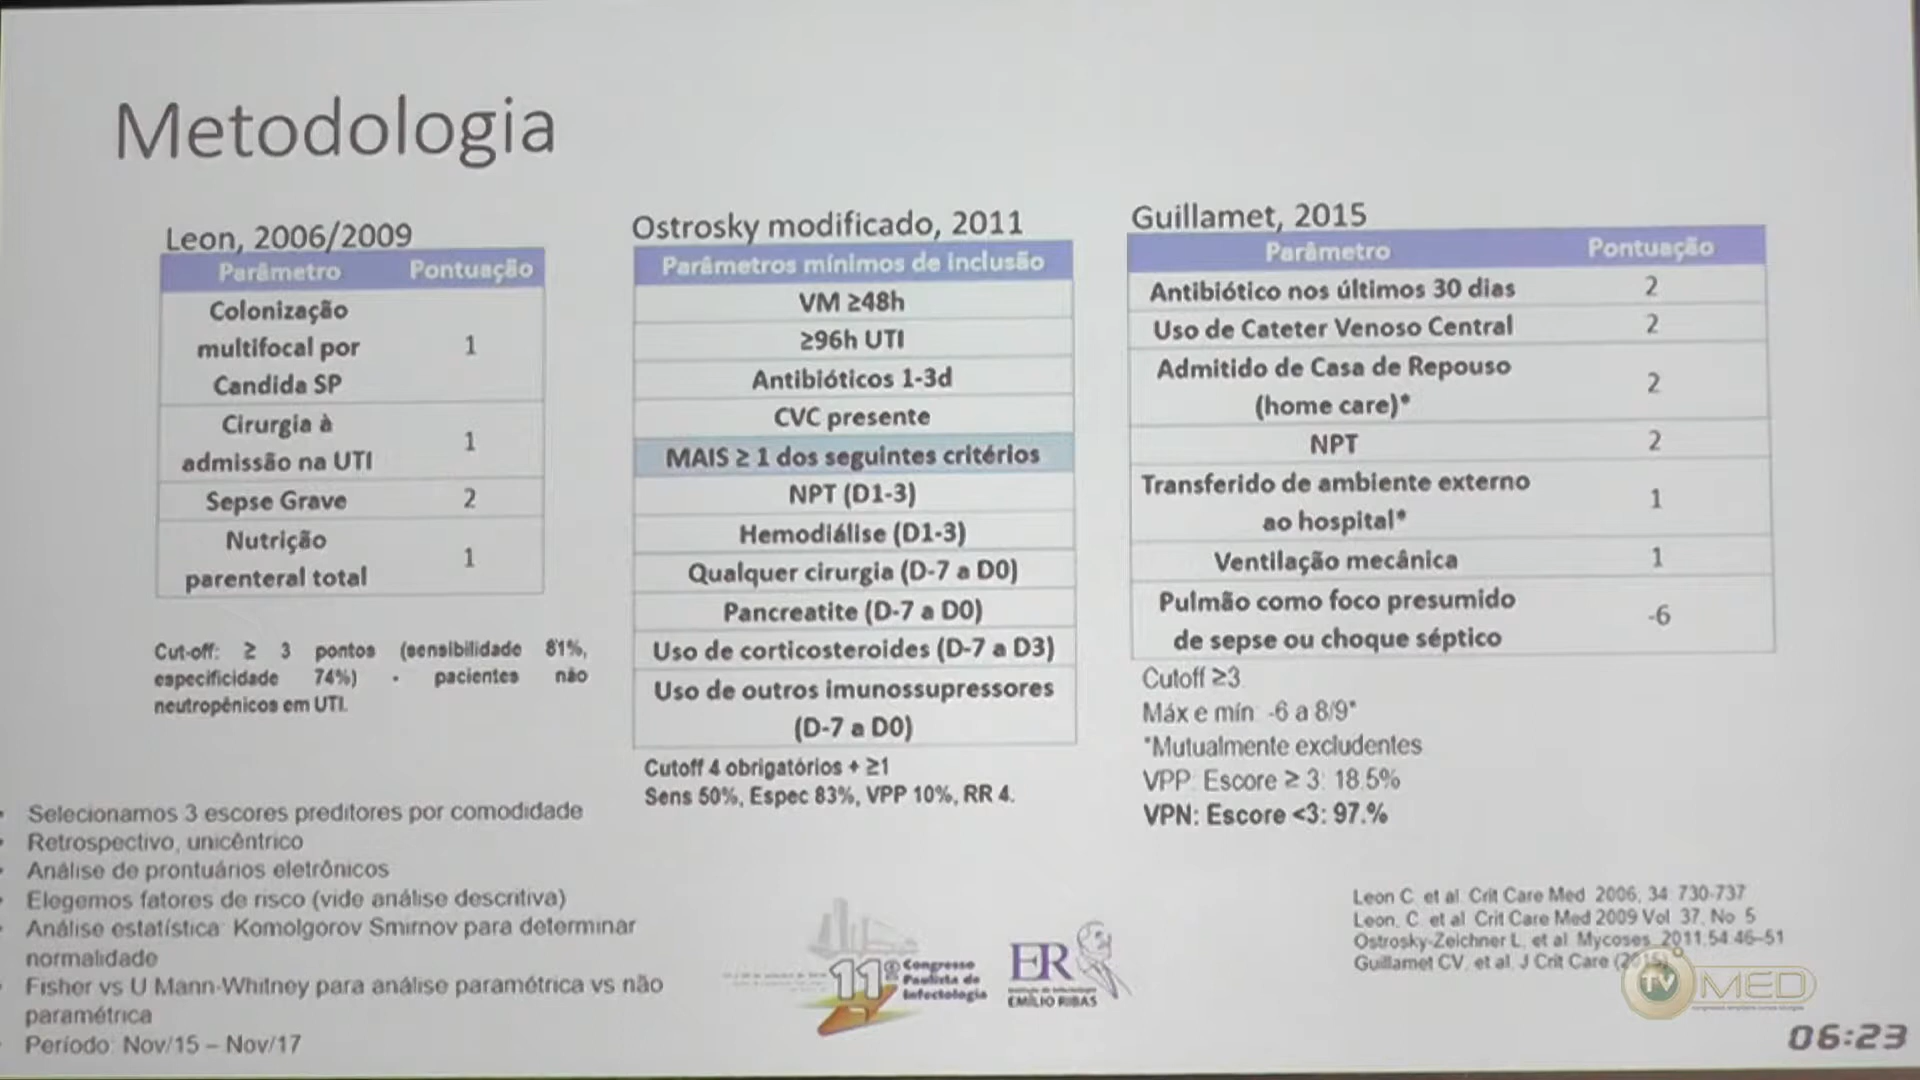 Metodologia
Leon, 2006/2009
Parâmetro Pontuação
Colonização
multifocal por
Candida SP
1
Cirurgia à
admissão na UTI
1
Sepse Grave 2
Nutrição
parenteral total
1
Cut-off: ≥ 3 pontos (sensibilidade 81%,
especificidade 74%) - pacientes não
neutropênicos em UTI.
Ostrosky modificado, 2011
Parâmetros mínimos de inclusão
VM ≥48h
≥96h UTI
Antibióticos 1-3d
CVC presente
MAIS ≥ 1 dos seguintes critérios
NPT (D1-3)
Hemodiálise (D1-3)
Qualquer cirurgia (D-7 a D0)
Pancreatite (D-7 a D0)
Uso de corticosteroides (D-7 a D3)
Uso de outros imunossupressores
(D-7 a D0)
Cutoff 4 obrigatórios + ≥1
Sens 50%, Espec 83%, VPP 10%, RR 4.
Guillamet, 2015
Parâmetro Pontuação
Antibiótico nos últimos 30 dias 2
Uso de Cateter Venoso Central 2
Admitido de Casa de Repouso
(home care)*
2
NPT 2
Transferido de ambiente externo
ao hospital*
1
Ventilação mecânica 1
Pulmão como foco presumido
de sepse ou choque séptico
-6
Cutoff ≥3
Máx e mín: -6 a 8/9*
*Mutualmente excludentes
VPP: Escore ≥ 3: 18.5%
VPN: Escore <3: 97.%
• Selecionamos 3 escores preditores por comodidade
• Retrospectivo, unicêntrico
• Análise de prontuários eletrônicos
• Elegemos fatores de risco (vide análise descritiva)
• Análise estatística: Komolgorov Smirnov para determinar
normalidade
• Fisher vs U Mann-Whitney para análise paramétrica vs não
paramétrica
• Período: Nov/15 – Nov/17
11º Congresso
Paulista de
Infectologia
ER
Instituto de Infectologia
EMÍLIO RIBAS
Leon C. et al. Crit Care Med. 2006; 34: 730-737
Leon, C. et al. Crit Care Med 2009 Vol. 37, No. 5
Ostrosky-Zeichner L, et al. Mycoses. 2011;54:46–51
Guillamet CV, et al. J Crit Care (2015)
TV MED
06:23